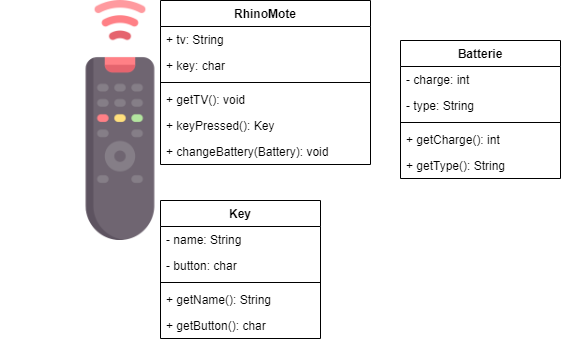 RhinoMote
+ tv: String
+ key: char
+ getTV(): void
+ keyPressed(): Key
+ changeBattery(Battery): void
Batterie
- charge: int
- type: String
+ getCharge(): int
+ getType(): String
Key
- name: String
- button: char
+ getName(): String
+ getButton(): char